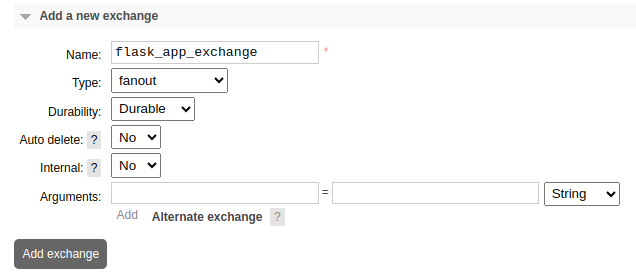 Add a new exchange
Name: flask_app_exchange *
Type: fanout
Durability: Durable
Auto delete: ? No
Internal: ? No
Arguments: = String
Add Alternate exchange ?
Add exchange